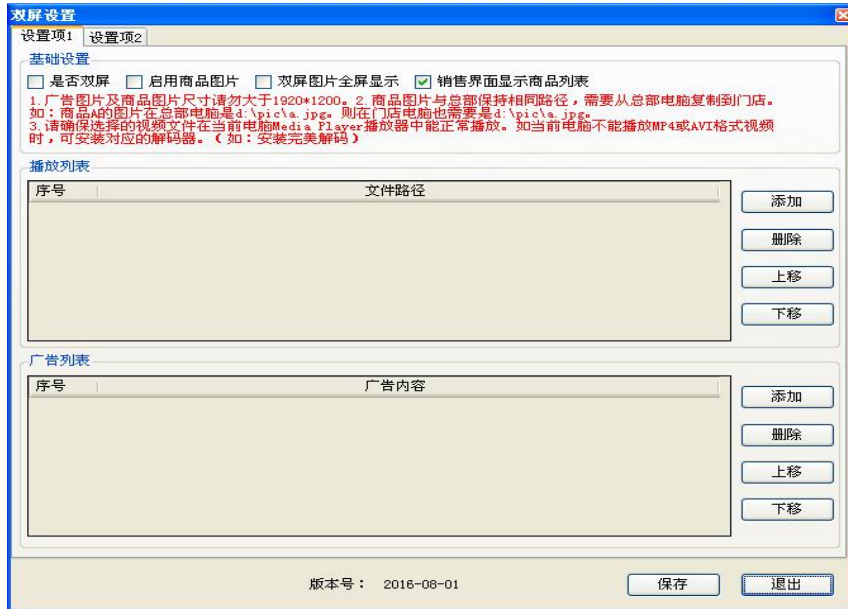 双屏设置
设置项1 设置项2
基础设置
是否双屏 启用商品图片 双屏图片全屏显示 销售界面显示商品列表
1.广告图片及商品图片尺寸请勿大于1920*1200。2.商品图片与总部保持相同路径，需要从总部电脑复制到门店。
如：商品A的图片在总部电脑是d:\pic\a.jpg。则在门店电脑也需要是d:\pic\a.jpg。
3.请确保选择的视频文件在当前电脑Media Player播放器中能正常播放。如当前电脑不能播放MP4或AVI格式视频
时，可安装对应的解码器。（如：安装完美解码）
播放列表
序号 文件路径
添加
删除
上移
下移
广告列表
序号 广告内容
添加
删除
上移
下移
版本号： 2016-08-01 保存 退出